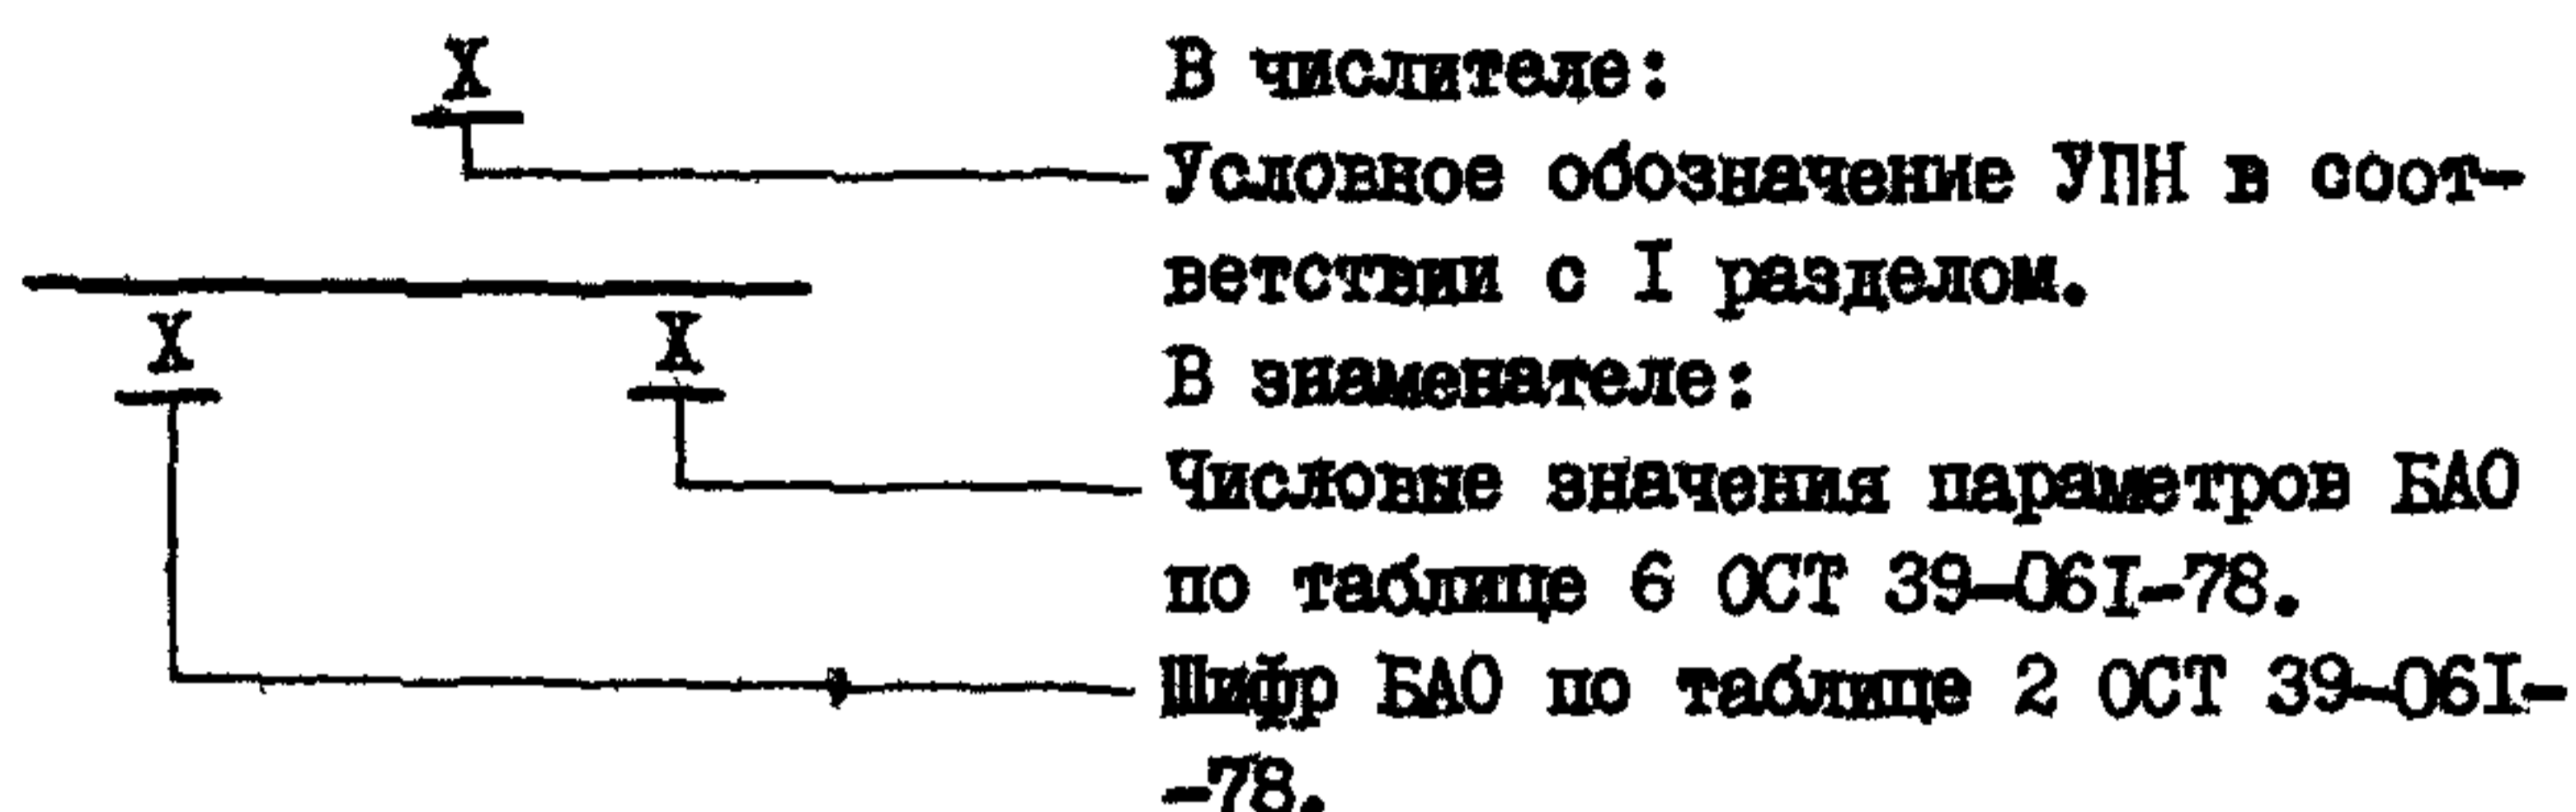 X
В числителе:
Условное обозначение УПН в соот-
ветствии с I разделом.
X X
В знаменателе:
Числовые значения параметров БАО
по таблице 6 ОСТ 39-06I-78.
Шифр БАО по таблице 2 ОСТ 39-06I-
-78.